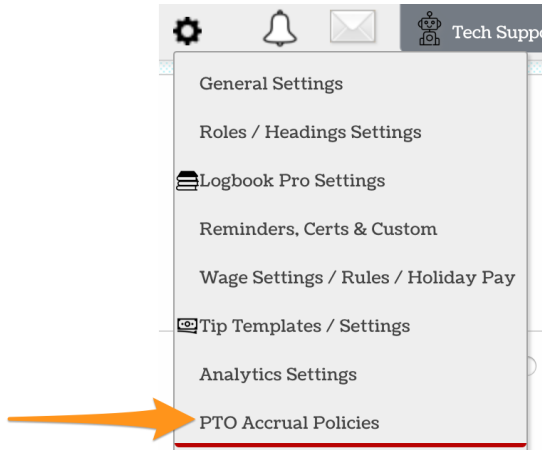 Tech Supp
General Settings
Roles / Headings Settings
Logbook Pro Settings
Reminders, Certs & Custom
Wage Settings / Rules / Holiday Pay
Tip Templates / Settings
Analytics Settings
PTO Accrual Policies